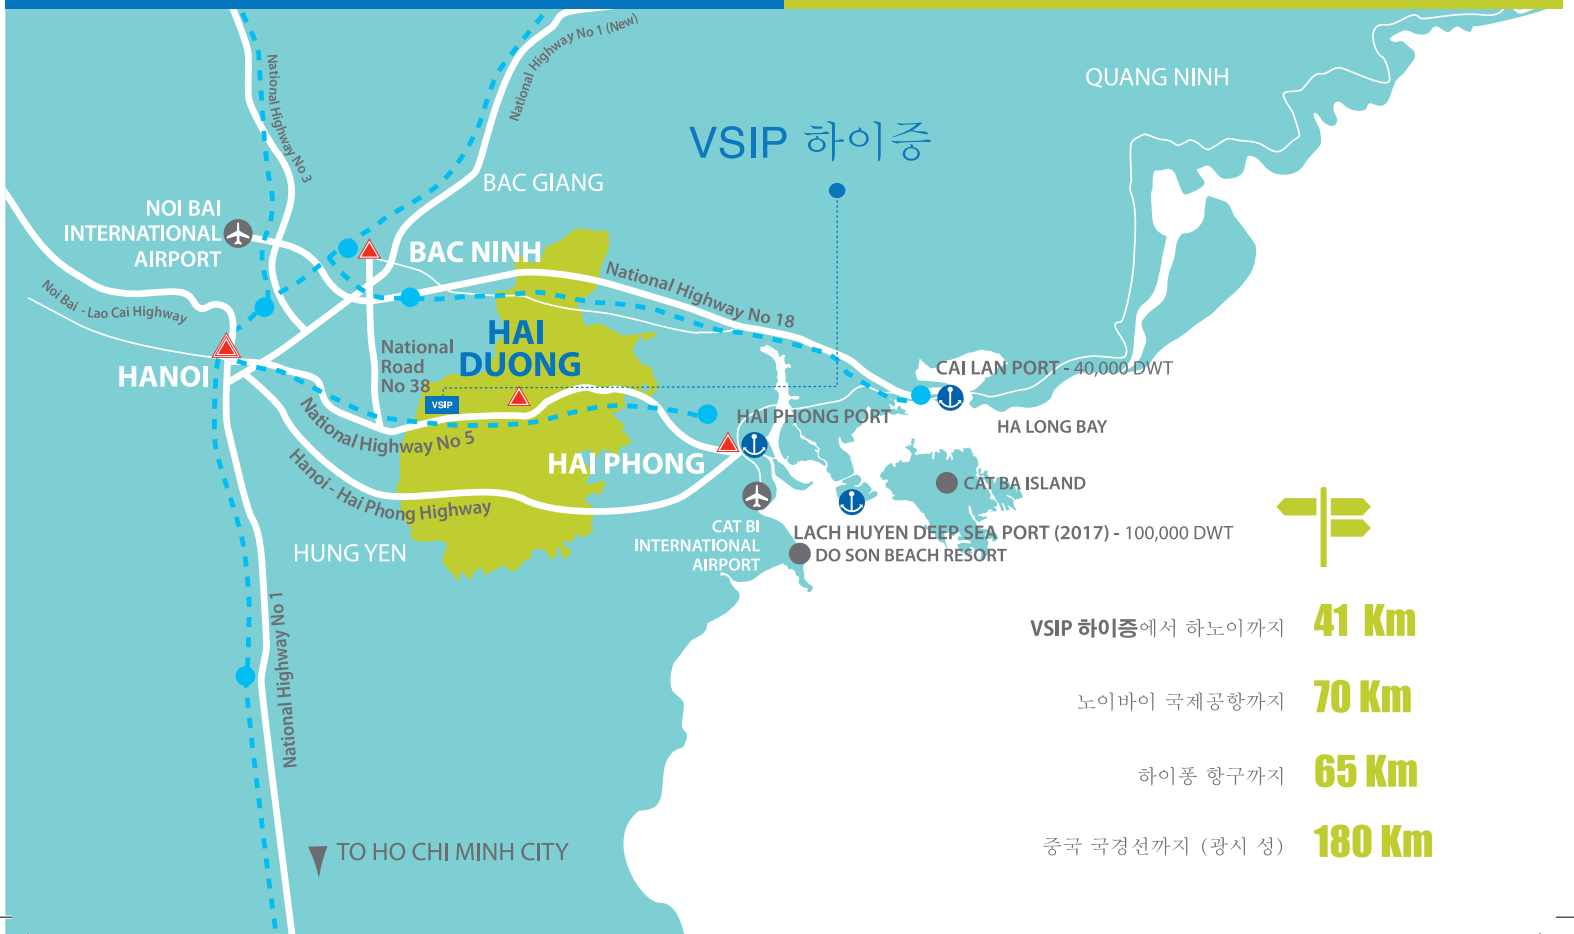 National Highway No 1 (New)
National Highway No 3
QUANG NINH
VSIP 하이증
BAC GIANG
NOI BAI
INTERNATIONAL
AIRPORT
BAC NINH
National Highway No 18
Noi Bai - Lao Cai Highway
HANOI
National
Road
No 38
HAI
DUONG
VSIP
CAI LAN PORT - 40,000 DWT
HAI PHONG PORT
HA LONG BAY
National Highway No 5
HAI PHONG
Hanoi - Hai Phong Highway
CAT BA ISLAND
CAT BI
INTERNATIONAL
AIRPORT
LACH HUYEN DEEP SEA PORT (2017) - 100,000 DWT
DO SON BEACH RESORT
HUNG YEN
National Highway No 1
TO HO CHI MINH CITY
VSIP 하이증에서 하노이까지 41 Km
노이바이 국제공항까지 70 Km
하이퐁 항구까지 65 Km
중국 국경선까지 (광시 성) 180 Km